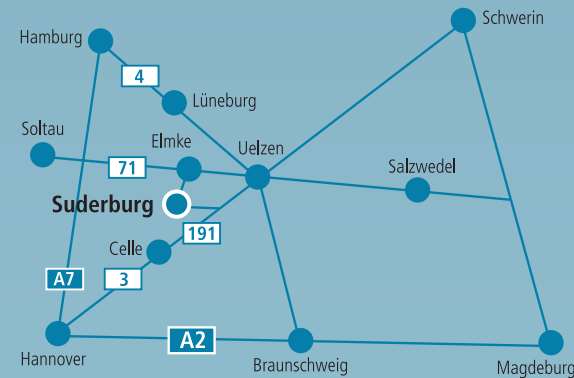 Schwerin
Hamburg
4
Lüneburg
Soltau
Elmke
Uelzen
71
Salzwedel
Suderburg
191
Celle
A7
3
A2
Hannover
Braunschweig
Magdeburg